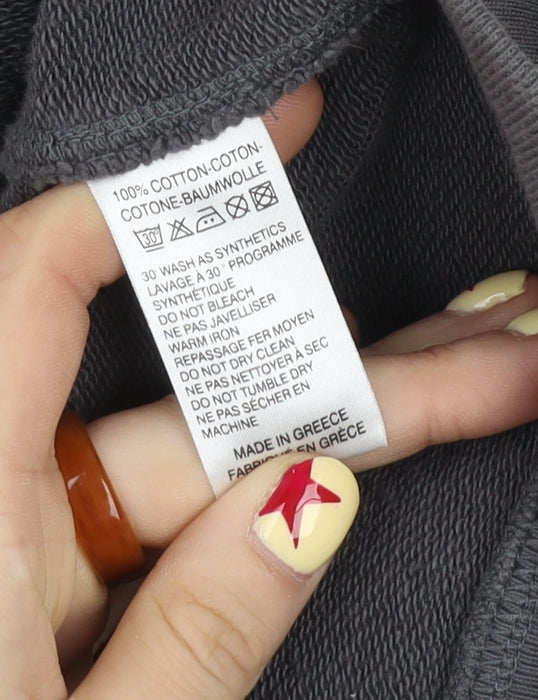 100% COTTON-COTON-
COTONE-BAUMWOLLE
30°
30 WASH AS SYNTHETICS
LAVAGE À 30° PROGRAMME
SYNTHÉTIQUE
DO NOT BLEACH
NE PAS JAVELLISER
WARM IRON
REPASSAGE FER MOYEN
DO NOT DRY CLEAN
NE PAS NETTOYER À SEC
DO NOT TUMBLE DRY
NE PAS SÉCHER EN
MACHINE
MADE IN GREECE
EN GRÈCE